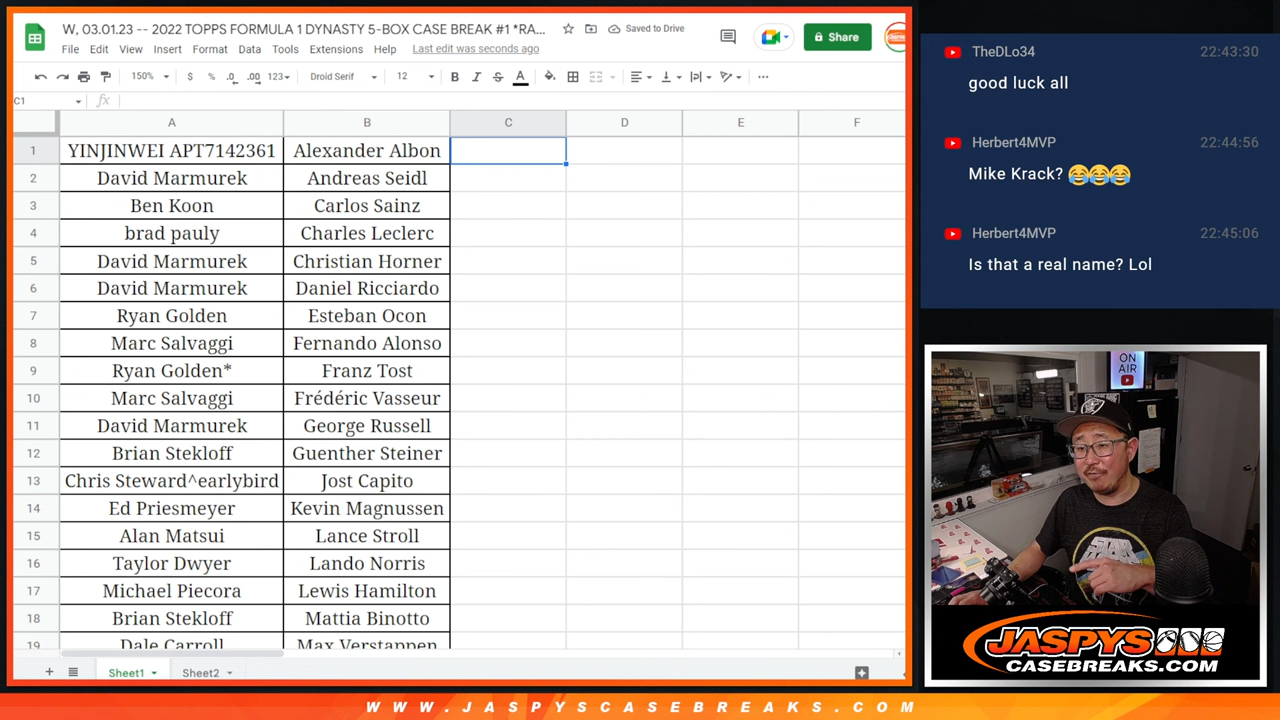 W, 03.01.23 -- 2022 TOPPS FORMULA 1 DYNASTY 5-BOX CASE BREAK #1 *RA...
Saved to Drive
File Edit View Insert Format Data Tools Extensions Help Last edit was seconds ago
Share
150% $ % .0 .00 123 Droid Serif 12 B I S A
C1 fx
A B C D E F
1 YINJINWEI APT7142361 Alexander Albon
2 David Marmurek Andreas Seidl
3 Ben Koon Carlos Sainz
4 brad pauly Charles Leclerc
5 David Marmurek Christian Horner
6 David Marmurek Daniel Ricciardo
7 Ryan Golden Esteban Ocon
8 Marc Salvaggi Fernando Alonso
9 Ryan Golden* Franz Tost
10 Marc Salvaggi Frédéric Vasseur
11 David Marmurek George Russell
12 Brian Stekloff Guenther Steiner
13 Chris Steward^earlybird Jost Capito
14 Ed Priesmeyer Kevin Magnussen
15 Alan Matsui Lance Stroll
16 Taylor Dwyer Lando Norris
17 Michael Piecora Lewis Hamilton
18 Brian Stekloff Mattia Binotto
19 Dale Carroll Max Verstappen
+ Sheet1 Sheet2
TheDLo34 22:43:30
good luck all
Herbert4MVP 22:44:56
Mike Krack? 😂😂😂
Herbert4MVP 22:45:06
Is that a real name? Lol
ON
AIR
STAR
WARS
JASPYS
CASEBREAKS.COM
WWW.JASPYSCASEBREAKS.COM